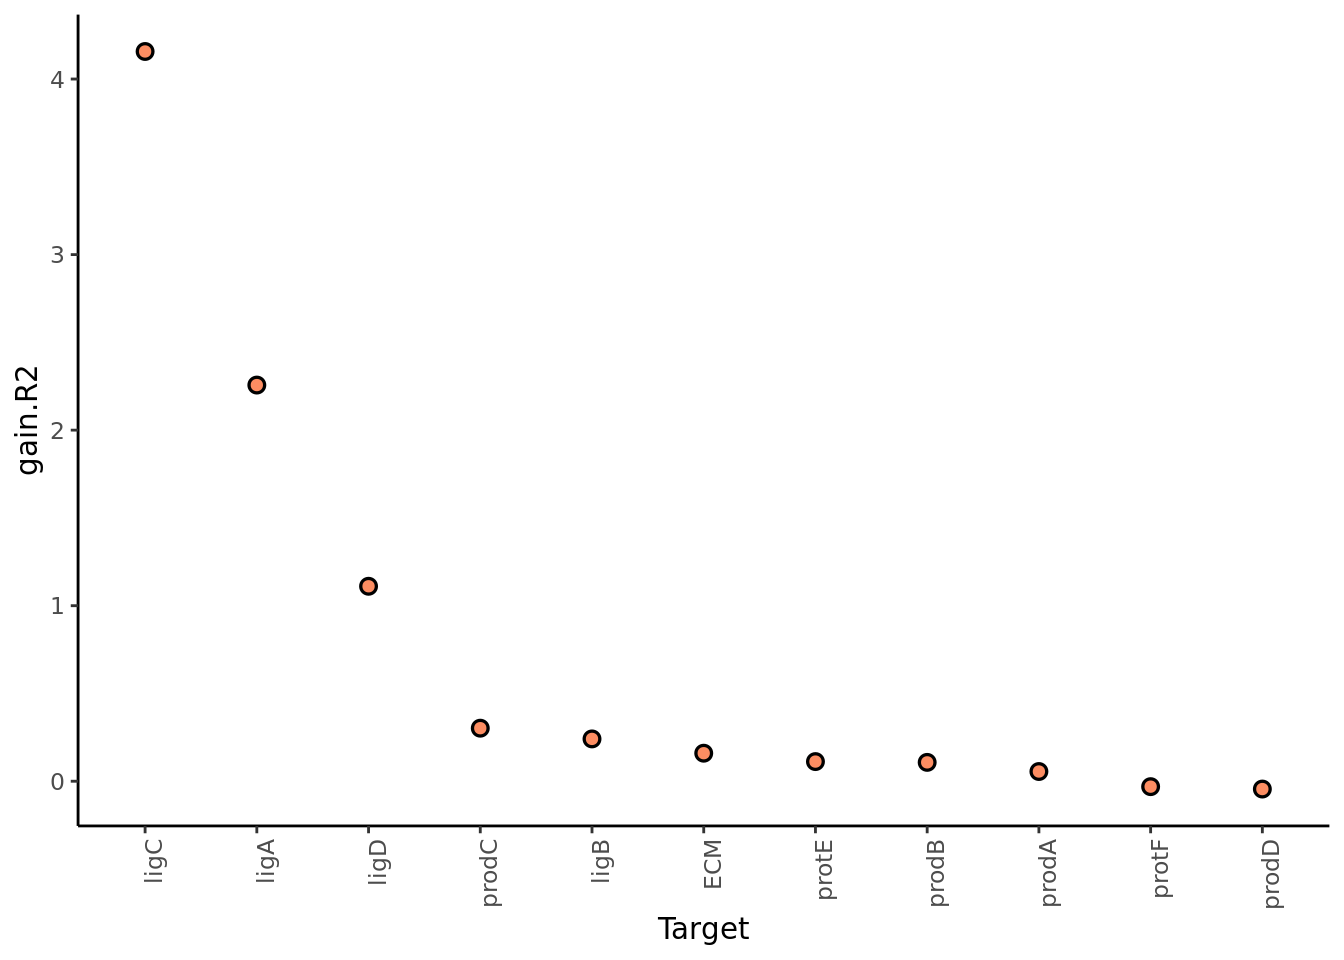 gain.R2
4
3
2
1
0
ligC
ligA
ligD
prodC
ligB
ECM
protE
prodB
prodA
protF
prodD
Target